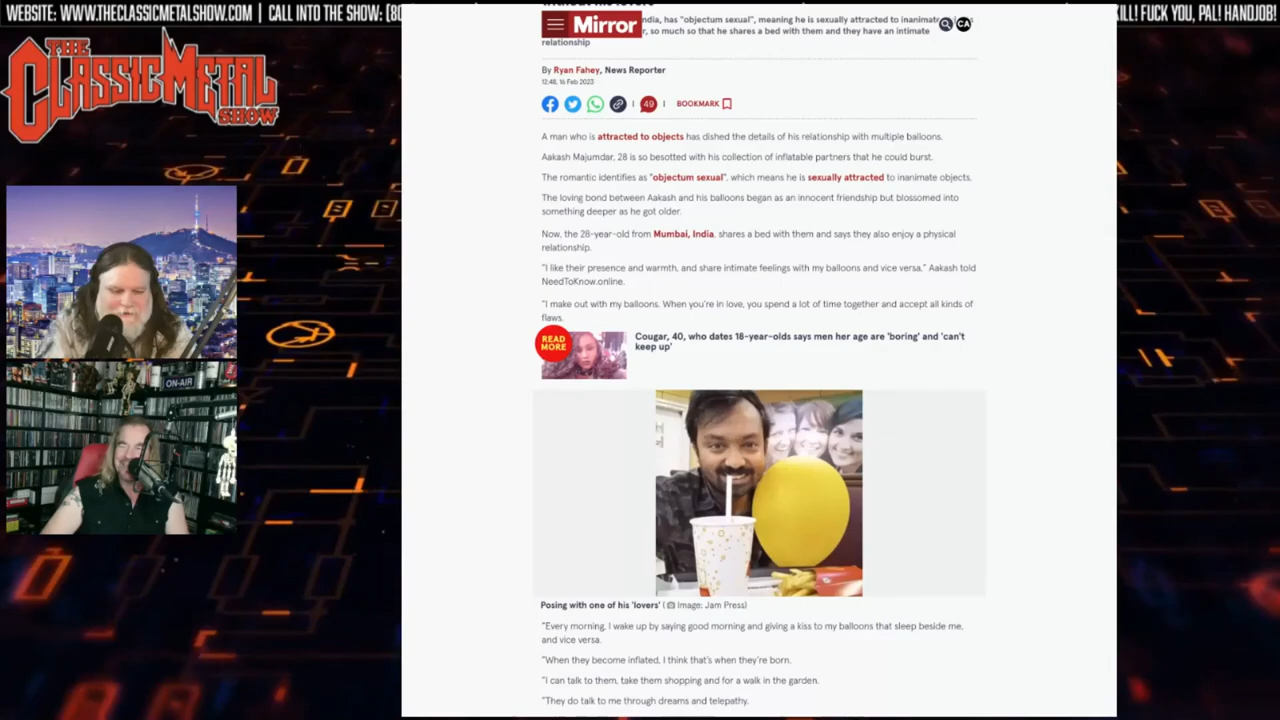 WEBSITE: WWW.THECLASSICMETALSHOW.COM | CALL INTO THE SHOW: (80
ILL! FUCK YOU, PAL! HANDING
THE
CLASSIC METAL
SHOW
ON-AIR
Mirror
ndia, has "objectum sexual", meaning he is sexually attracted to inanimate
CA
r, so much so that he shares a bed with them and they have an intimate
relationship
By Ryan Fahey, News Reporter
12:48, 16 Feb 2023
| 49 | BOOKMARK
A man who is attracted to objects has dished the details of his relationship with multiple balloons.
Aakash Majumdar, 28 is so besotted with his collection of inflatable partners that he could burst.
The romantic identifies as "objectum sexual", which means he is sexually attracted to inanimate objects.
The loving bond between Aakash and his balloons began as an innocent friendship but blossomed into
something deeper as he got older.
Now, the 28-year-old from Mumbai, India, shares a bed with them and says they also enjoy a physical
relationship.
"I like their presence and warmth, and share intimate feelings with my balloons and vice versa," Aakash told
NeedToKnow.online.
"I make out with my balloons. When you're in love, you spend a lot of time together and accept all kinds of
flaws.
READ
MORE
Cougar, 40, who dates 18-year-olds says men her age are 'boring' and 'can't
keep up'
Posing with one of his 'lovers' ( Image: Jam Press)
"Every morning, I wake up by saying good morning and giving a kiss to my balloons that sleep beside me,
and vice versa.
"When they become inflated, I think that's when they're born.
"I can talk to them, take them shopping and for a walk in the garden.
"They do talk to me through dreams and telepathy.